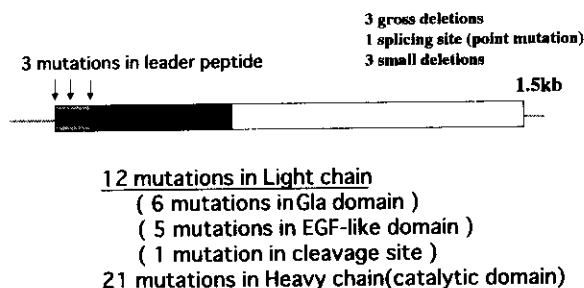 3 gross deletions
1 splicing site (point mutation)
3 small deletions
3 mutations in leader peptide
1.5kb
12 mutations in Light chain
( 6 mutations in Gla domain )
( 5 mutations in EGF-like domain )
( 1 mutation in cleavage site )
21 mutations in Heavy chain(catalytic domain)